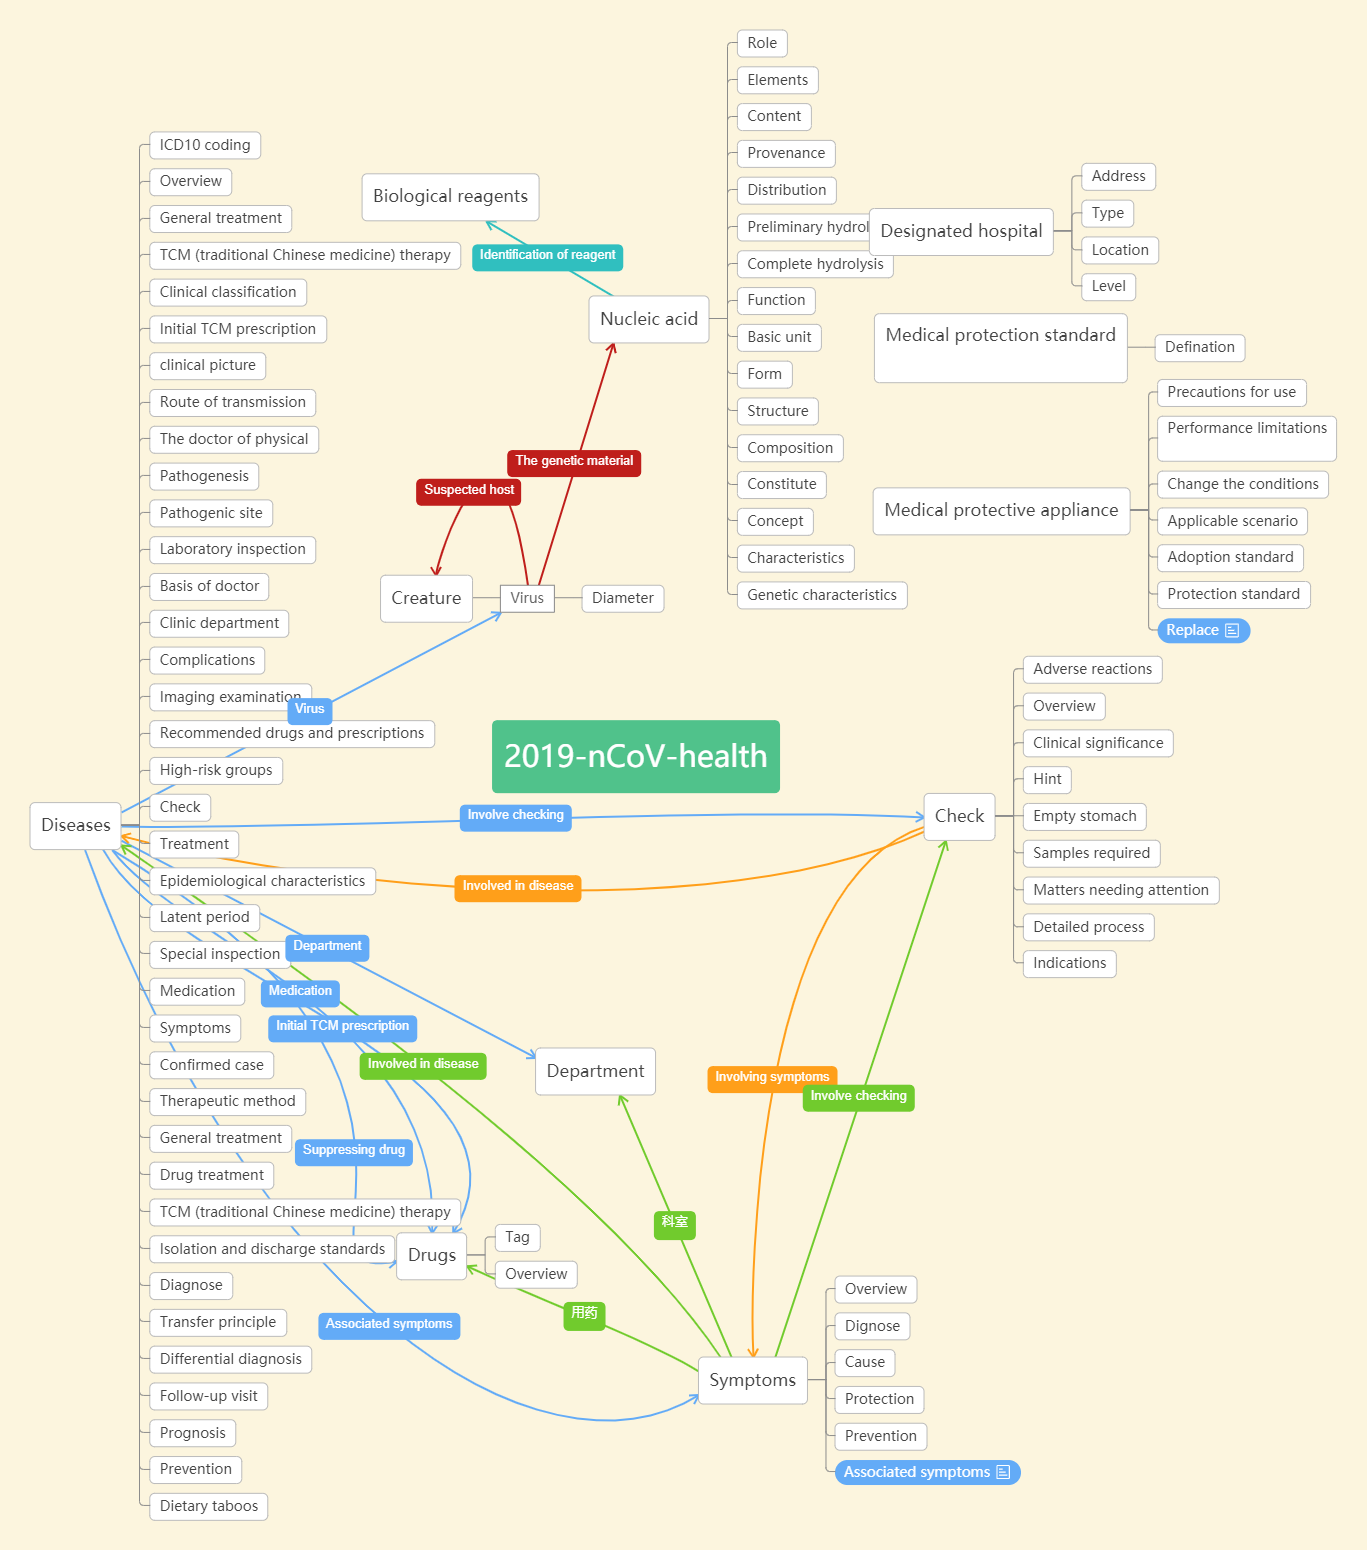 Role
Elements
Content
Provenance
Distribution
Preliminary hydrol
Complete hydrolysis
Function
Basic unit
Form
Structure
Composition
Constitute
Concept
Characteristics
Genetic characteristics
Nucleic acid
Biological reagents
Identification of reagent
The genetic material
Suspected host
Creature
Virus
Diameter
Designated hospital
Address
Type
Location
Level
Medical protection standard
Defination
Medical protective appliance
Precautions for use
Performance limitations
Change the conditions
Applicable scenario
Adoption standard
Protection standard
Replace
2019-nCoV-health
Diseases
ICD10 coding
Overview
General treatment
TCM (traditional Chinese medicine) therapy
Clinical classification
Initial TCM prescription
clinical picture
Route of transmission
The doctor of physical
Pathogenesis
Pathogenic site
Laboratory inspection
Basis of doctor
Clinic department
Complications
Imaging examination
Recommended drugs and prescriptions
High-risk groups
Check
Treatment
Epidemiological characteristics
Latent period
Special inspection
Medication
Symptoms
Confirmed case
Therapeutic method
General treatment
Drug treatment
TCM (traditional Chinese medicine) therapy
Isolation and discharge standards
Diagnose
Transfer principle
Differential diagnosis
Follow-up visit
Prognosis
Prevention
Dietary taboos
Virus
Involve checking
Involved in disease
Department
Medication
Initial TCM prescription
Involved in disease
Suppressing drug
Associated symptoms
Department
科室
用药
Drugs
Tag
Overview
Check
Adverse reactions
Overview
Clinical significance
Hint
Empty stomach
Samples required
Matters needing attention
Detailed process
Indications
Involving symptoms
Involve checking
Symptoms
Overview
Dignose
Cause
Protection
Prevention
Associated symptoms